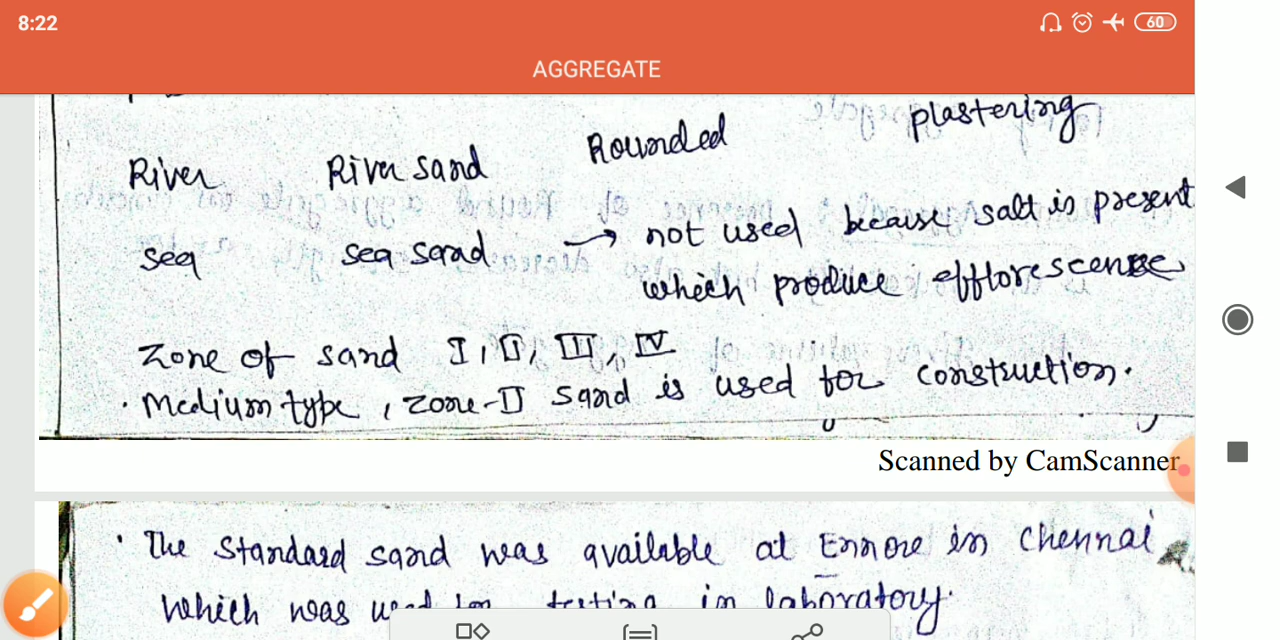 8:22
60
AGGREGATE
River River sand Rounded plastering
sea sea sand → not used because salt is present
which produce efflorescence
Zone of sand I, II, III, IV
· Medium type, zone-II sand is used for construction.
Scanned by CamScanner
· The standard sand was available at Ennore in Chennai
which was used for testing in laboratory.